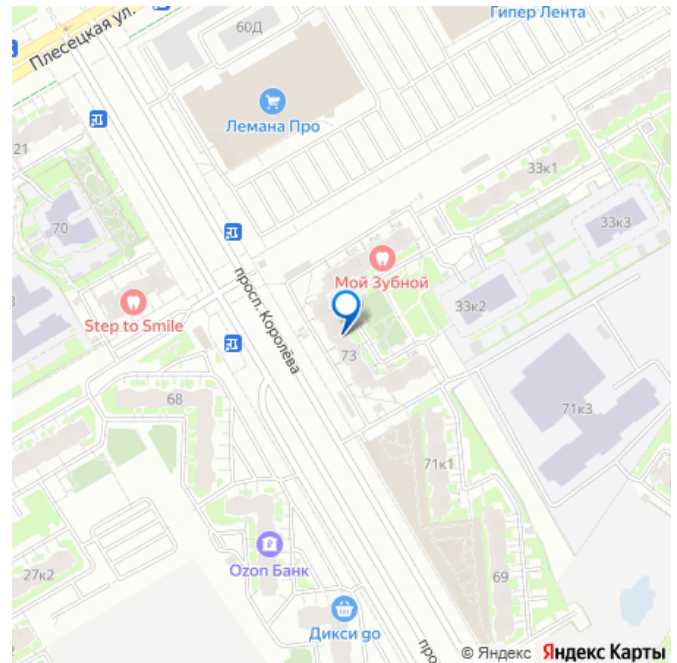 Гипер Лента
Плесецкая ул.
60Д
Лемана Про
21
33к1
70
33к3
Мой Зубной
просп. Королёва
Step to Smile
33к2
73
68
71к3
71к1
Ozon Банк
27к2
69
Дикси go
про
© Яндекс Яндекс Карты